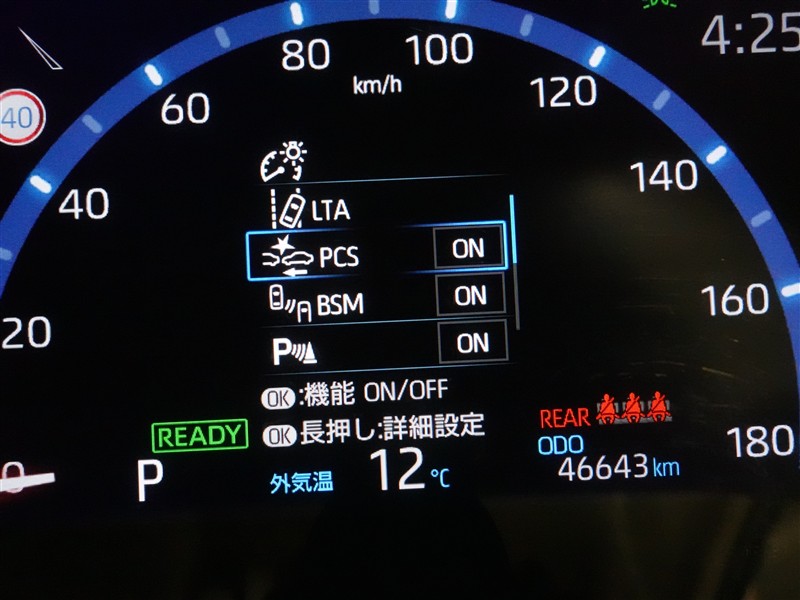 4:25
80
100
km/h
60
120
40
40
140
LTA
PCS ON
BSM ON
P ON
160
20
OK:機能 ON/OFF
OK長押し:詳細設定
READY
REAR
ODO
46643km
180
0
P
外気温 12℃